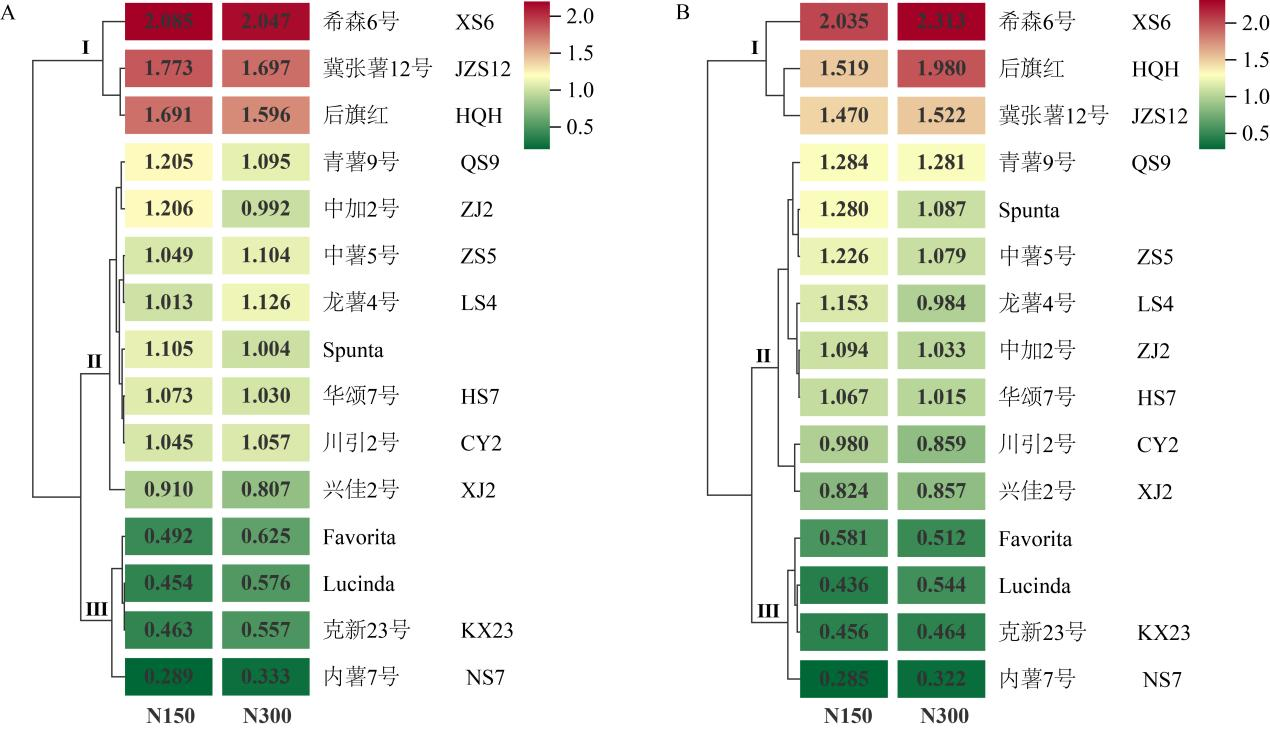 A
I
2.085 2.047 希森6号 XS6
1.773 1.697 冀张薯12号 JZS12
1.691 1.596 后旗红 HQH
1.205 1.095 青薯9号 QS9
1.206 0.992 中加2号 ZJ2
1.049 1.104 中薯5号 ZS5
1.013 1.126 龙薯4号 LS4
II
1.105 1.004 Spunta
1.073 1.030 华颂7号 HS7
1.045 1.057 川引2号 CY2
0.910 0.807 兴佳2号 XJ2
0.492 0.625 Favorita
0.454 0.576 Lucinda
III
0.463 0.557 克新23号 KX23
0.289 0.333 内薯7号 NS7
N150 N300
2.0
1.5
1.0
0.5
B
I
2.035 2.313 希森6号 XS6
1.519 1.980 后旗红 HQH
1.470 1.522 冀张薯12号 JZS12
1.284 1.281 青薯9号 QS9
1.280 1.087 Spunta
1.226 1.079 中薯5号 ZS5
1.153 0.984 龙薯4号 LS4
II
1.094 1.033 中加2号 ZJ2
1.067 1.015 华颂7号 HS7
0.980 0.859 川引2号 CY2
0.824 0.857 兴佳2号 XJ2
0.581 0.512 Favorita
0.436 0.544 Lucinda
III
0.456 0.464 克新23号 KX23
0.285 0.322 内薯7号 NS7
N150 N300
2.0
1.5
1.0
0.5